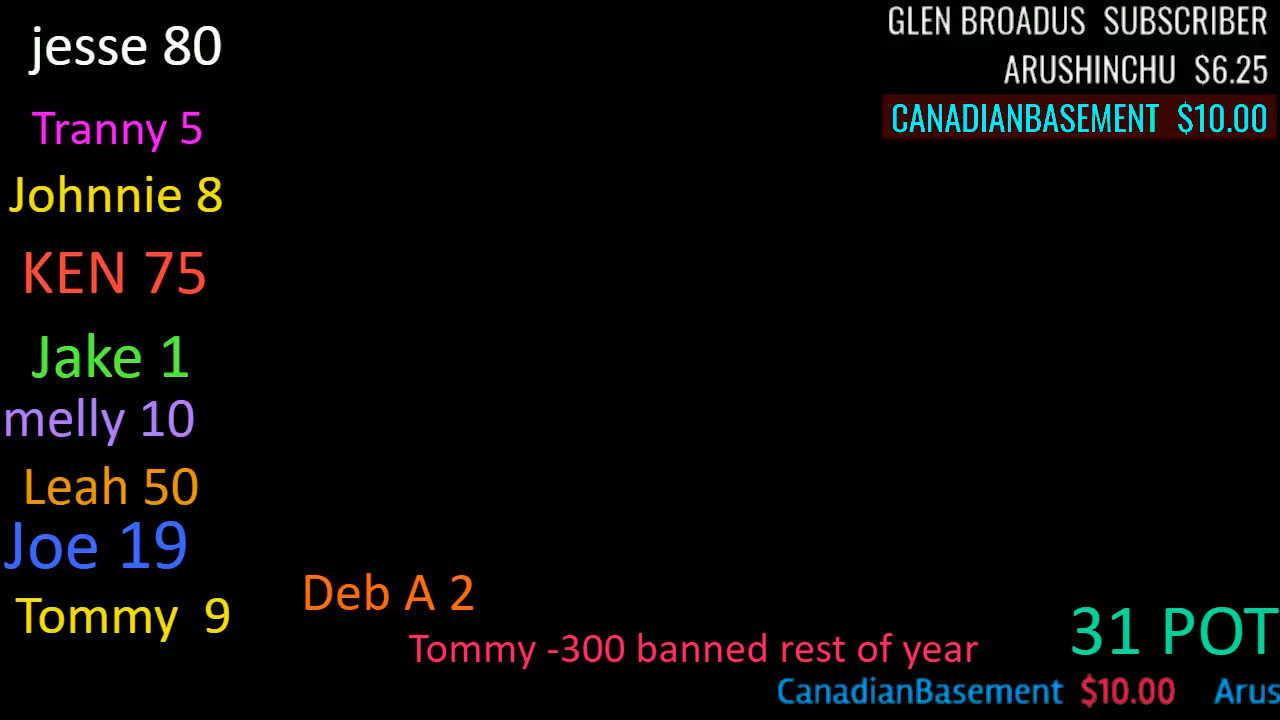 jesse 80
Tranny 5
Johnnie 8
KEN 75
Jake 1
melly 10
Leah 50
Joe 19
Tommy 9
GLEN BROADUS SUBSCRIBER
ARUSHINCHU $6.25
CANADIANBASEMENT $10.00
Deb A 2
Tommy -300 banned rest of year
31 POT
CanadianBasement $10.00 Arus